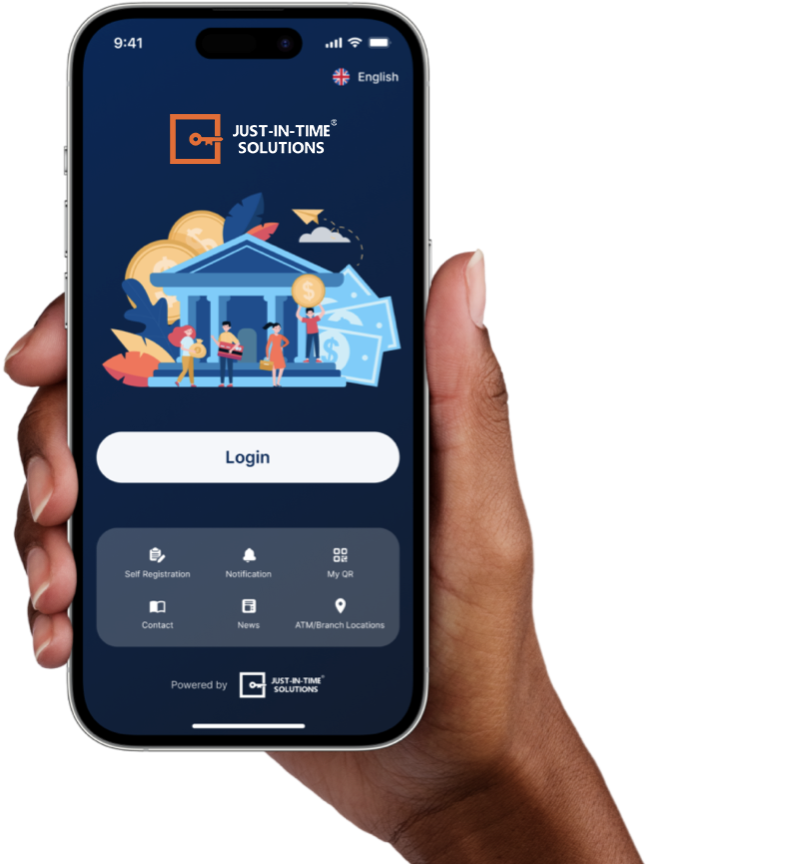 9:41
English
JUST-IN-TIME®
SOLUTIONS
$
$
$
$
Login
Self Registration
Notification
My QR
Contact
News
ATM/Branch Locations
Powered by
JUST-IN-TIME®
SOLUTIONS